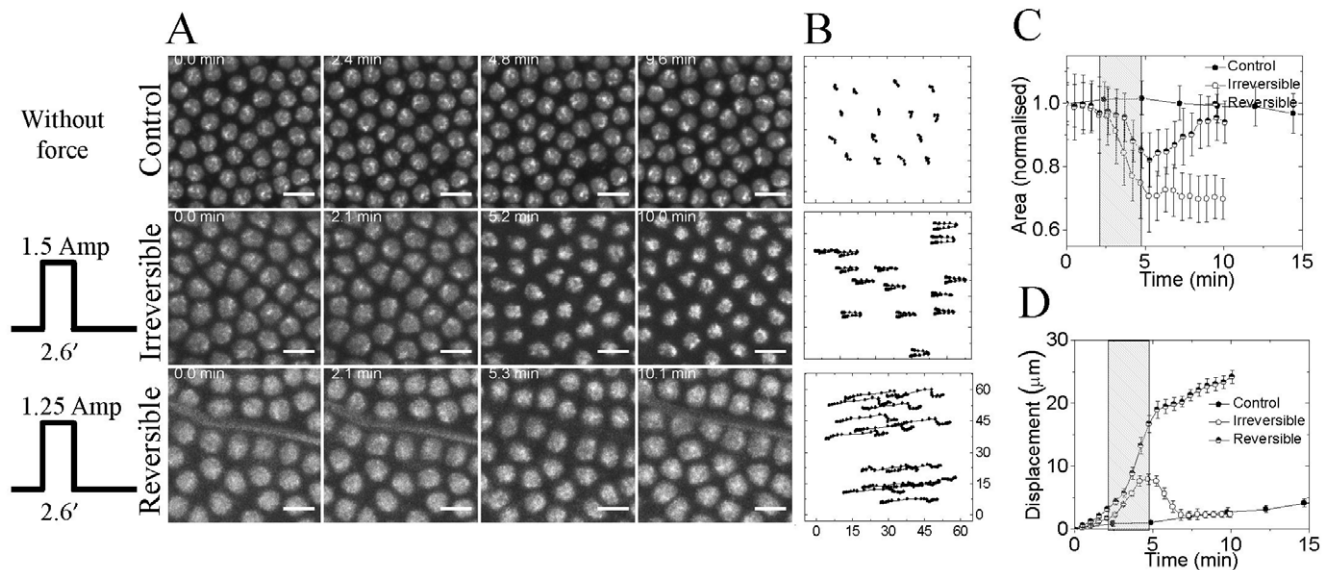 A
B
C
D
Without
force
Control
0.0 min
2.4 min
4.8 min
9.6 min
1.5 Amp
2.6'
Irreversible
0.0 min
2.1 min
5.2 min
10.0 min
1.25 Amp
2.6'
Reversible
0.0 min
2.1 min
5.3 min
10.1 min
60
45
30
15
0
0 15 30 45 60
Area (normalised)
1.0
0.8
0.6
Control
Irreversible
Reversible
0 5 10 15
Time (min)
Displacement (μm)
30
20
10
0
Control
Irreversible
Reversible
0 5 10 15
Time (min)